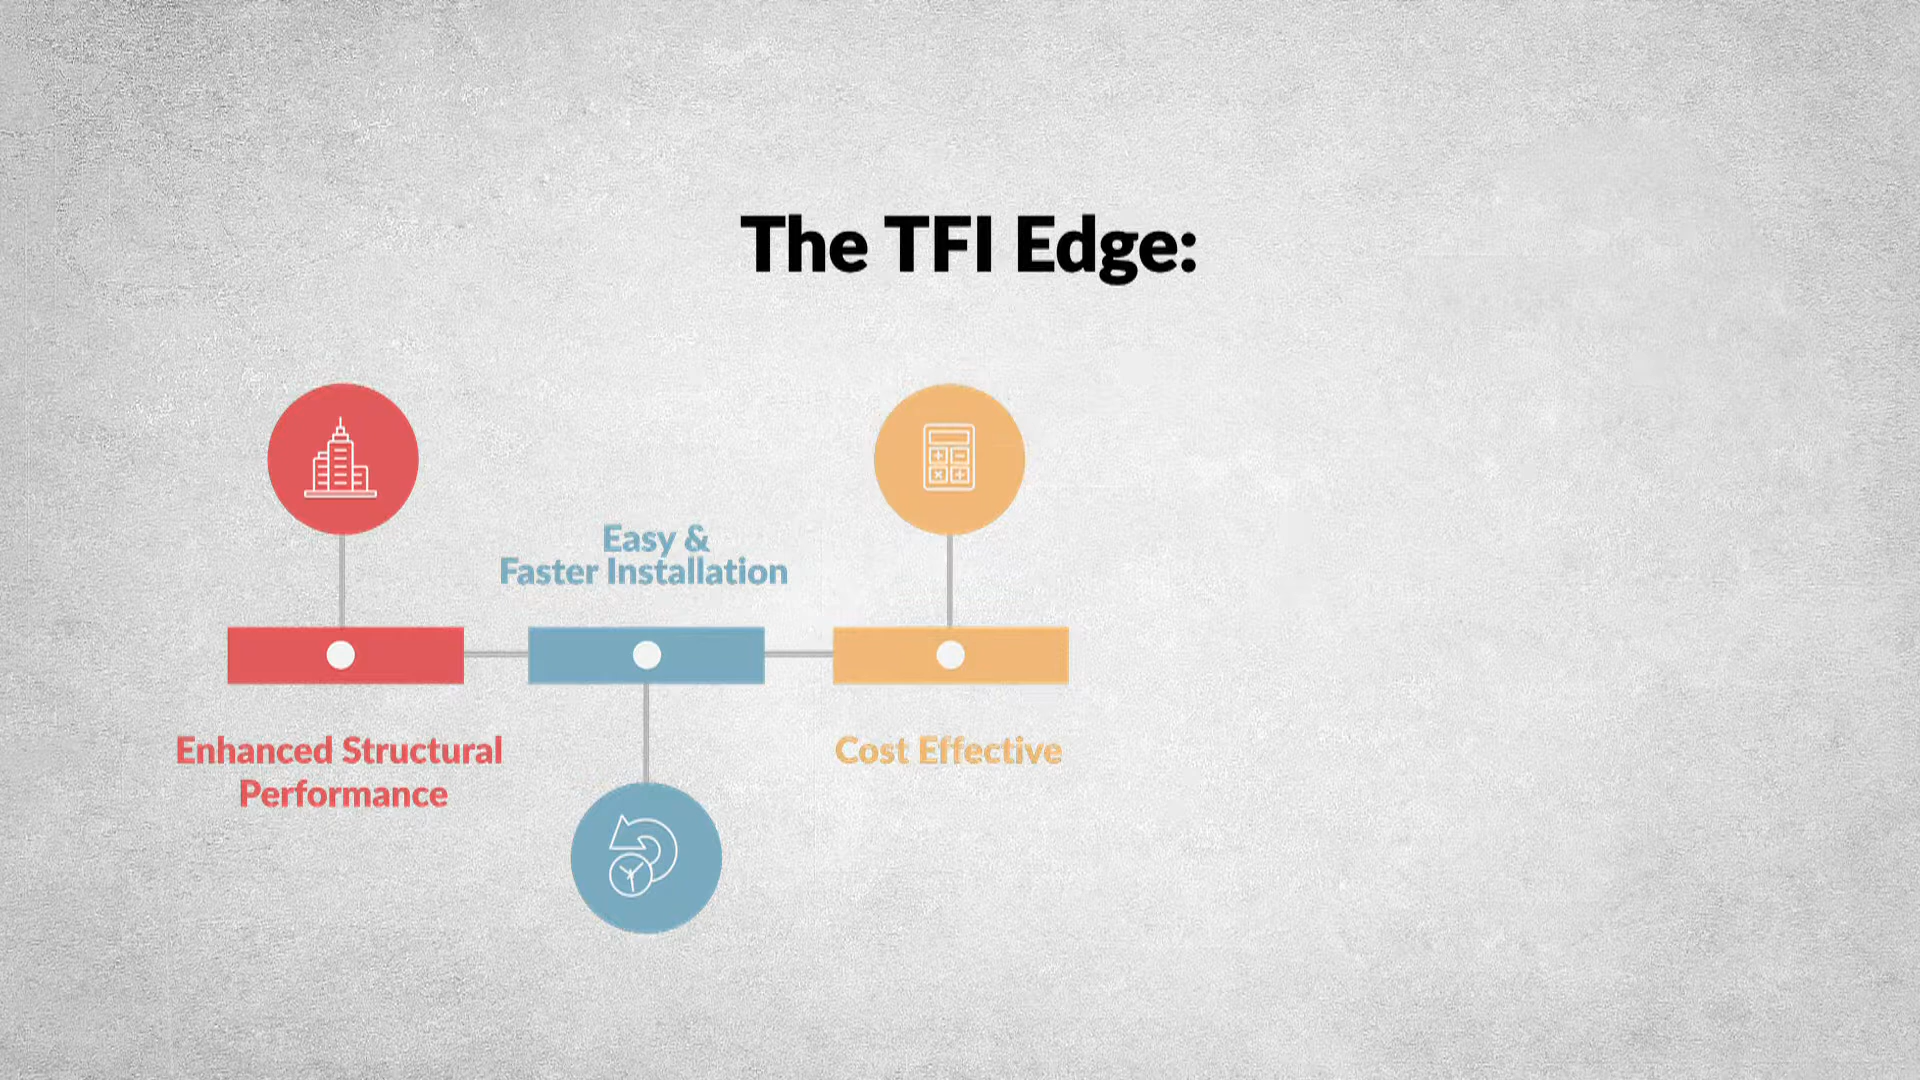 The TFI Edge:
Easy &
Faster Installation
Enhanced Structural
Performance
Cost Effective